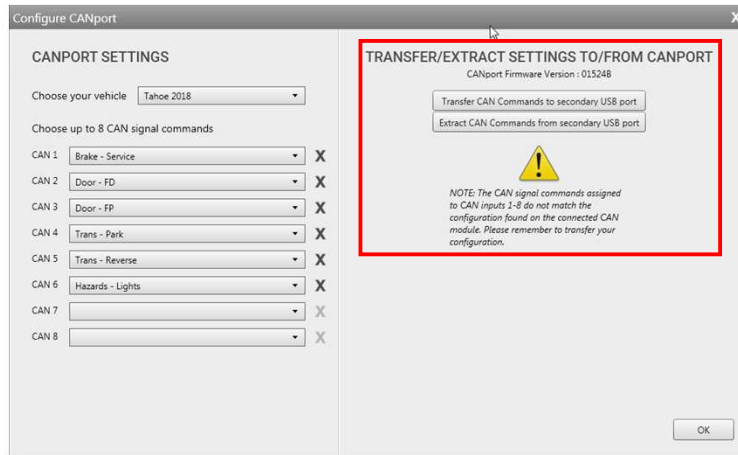 Configure CANport
X
CANPORT SETTINGS
Choose your vehicle Tahoe 2018
Choose up to 8 CAN signal commands
CAN 1 Brake - Service X
CAN 2 Door - FD X
CAN 3 Door - FP X
CAN 4 Trans - Park X
CAN 5 Trans - Reverse X
CAN 6 Hazards - Lights X
CAN 7 X
CAN 8 X
TRANSFER/EXTRACT SETTINGS TO/FROM CANPORT
CANport Firmware Version : 01524B
Transfer CAN Commands to secondary USB port
Extract CAN Commands from secondary USB port
NOTE: The CAN signal commands assigned
to CAN inputs 1-8 do not match the
configuration found on the connected CAN
module. Please remember to transfer your
configuration.
OK